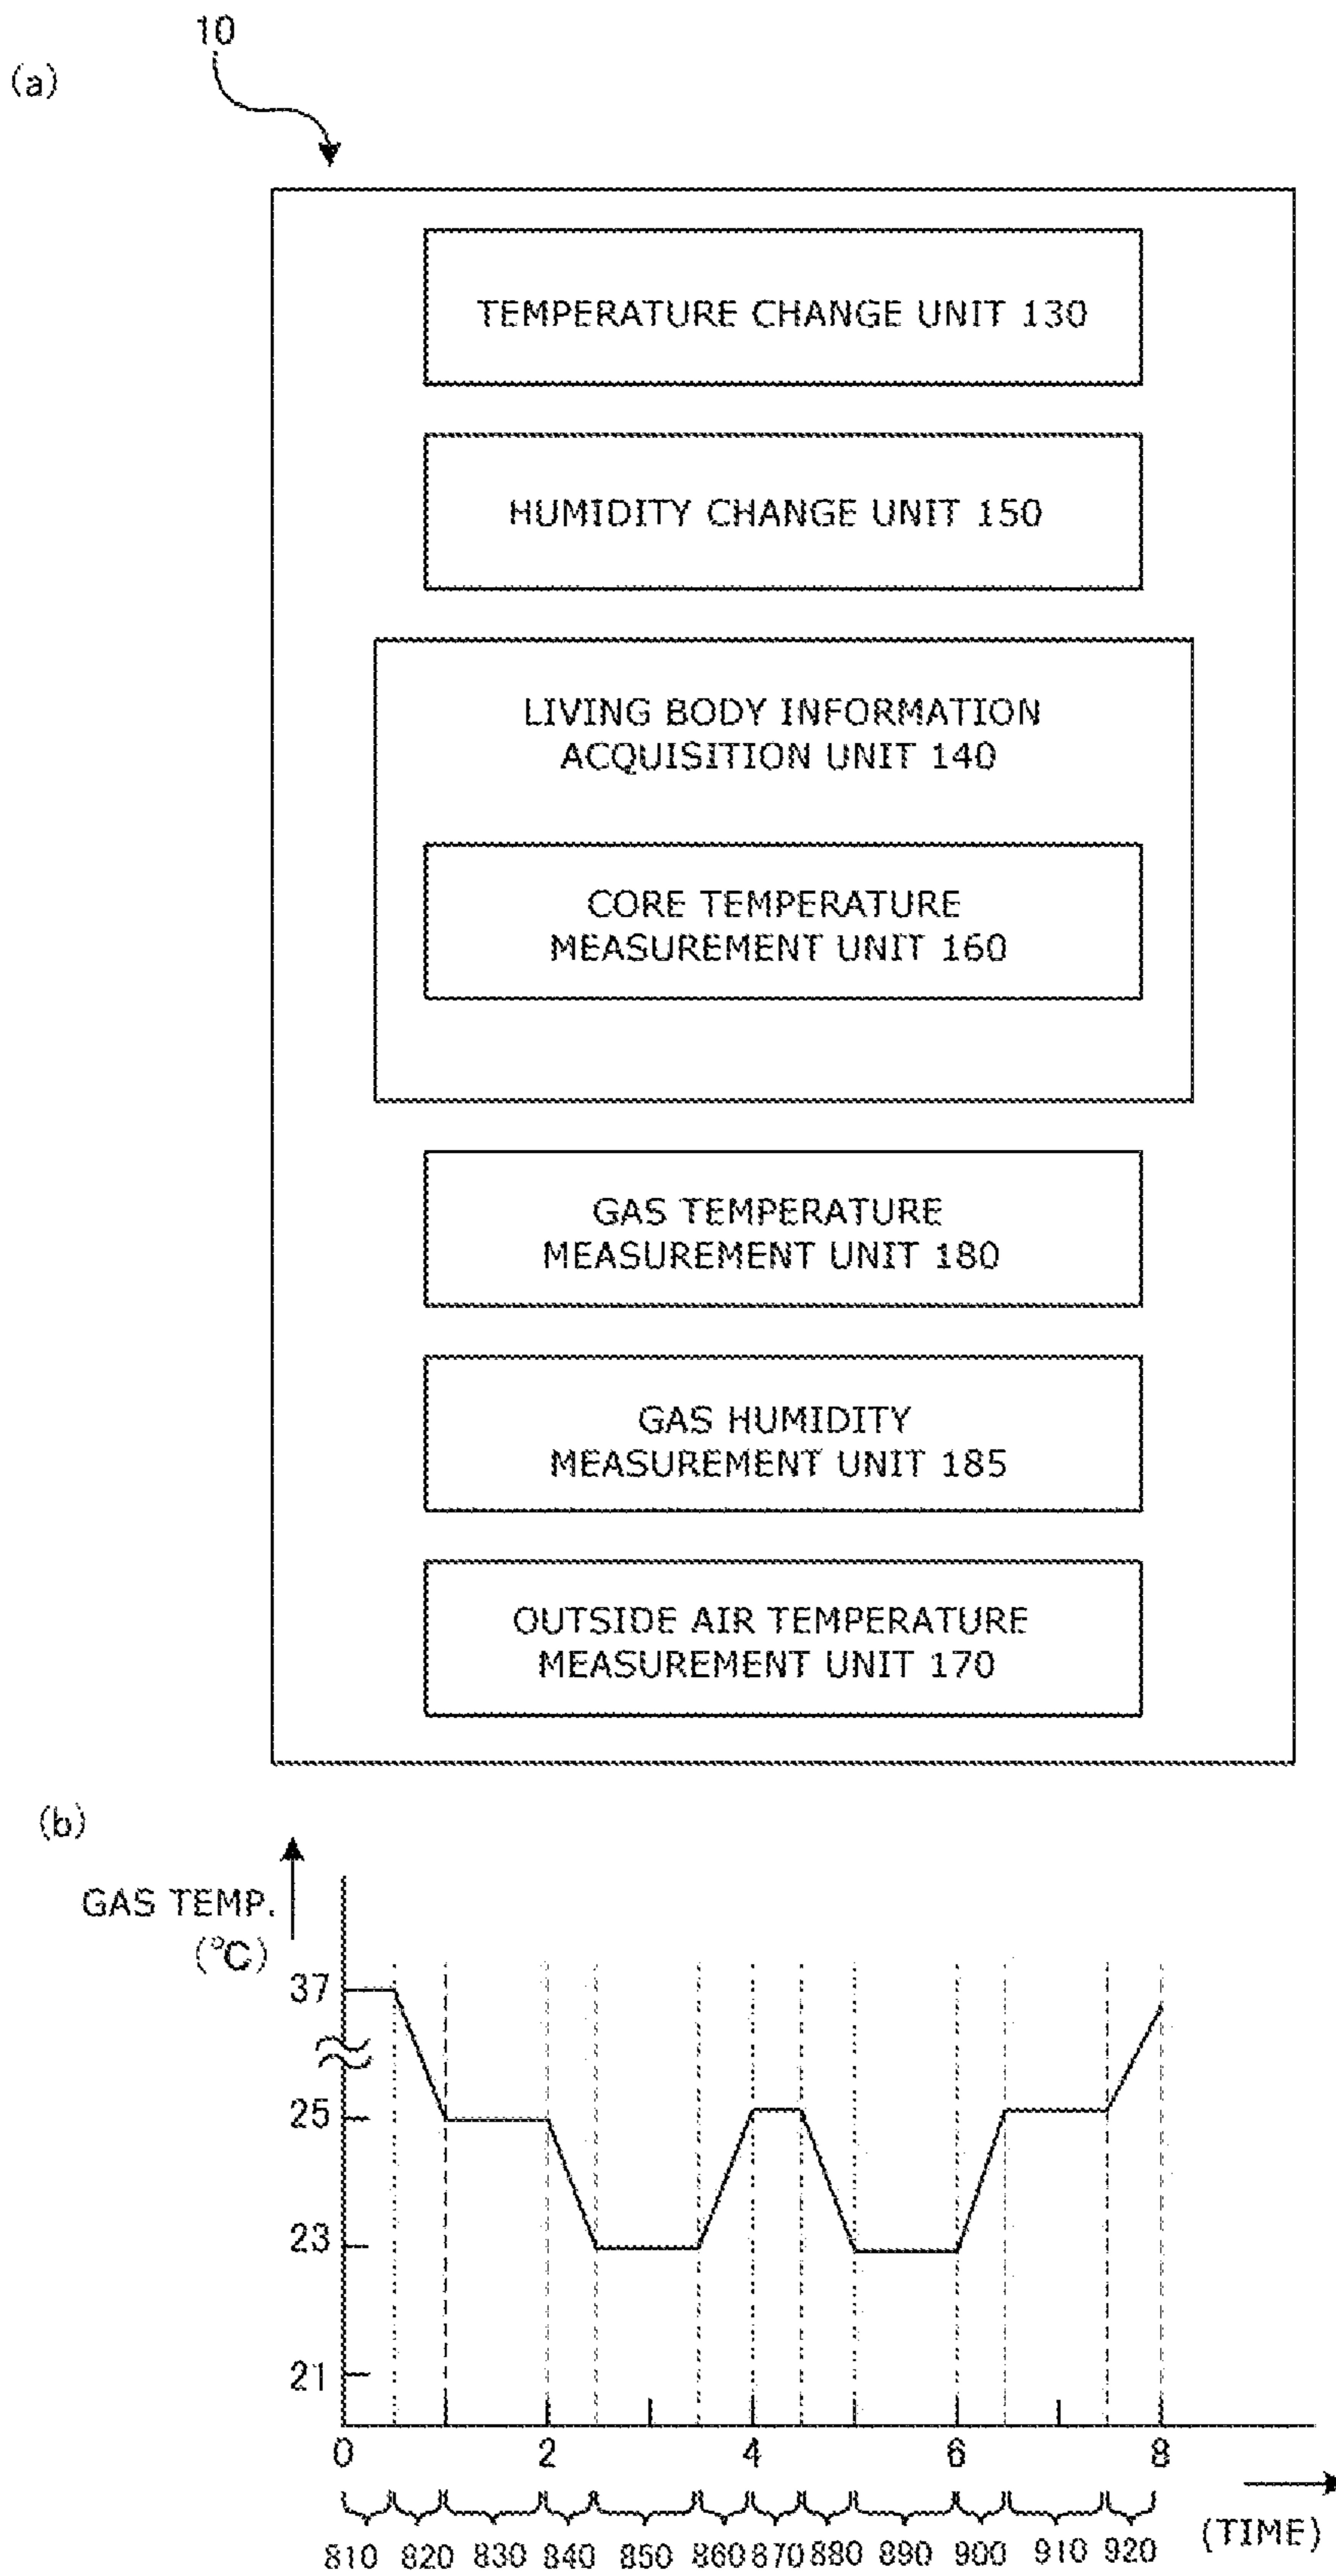 10
(a)
TEMPERATURE CHANGE UNIT 130
HUMIDITY CHANGE UNIT 150
LIVING BODY INFORMATION
ACQUISITION UNIT 140
CORE TEMPERATURE
MEASUREMENT UNIT 160
GAS TEMPERATURE
MEASUREMENT UNIT 180
GAS HUMIDITY
MEASUREMENT UNIT 185
OUTSIDE AIR TEMPERATURE
MEASUREMENT UNIT 170
(b)
GAS TEMP.
(°C)
37
25
23
21
0 2 4 6 8
810 820 830 840 850 860 870 880 890 900 910 920 (TIME)